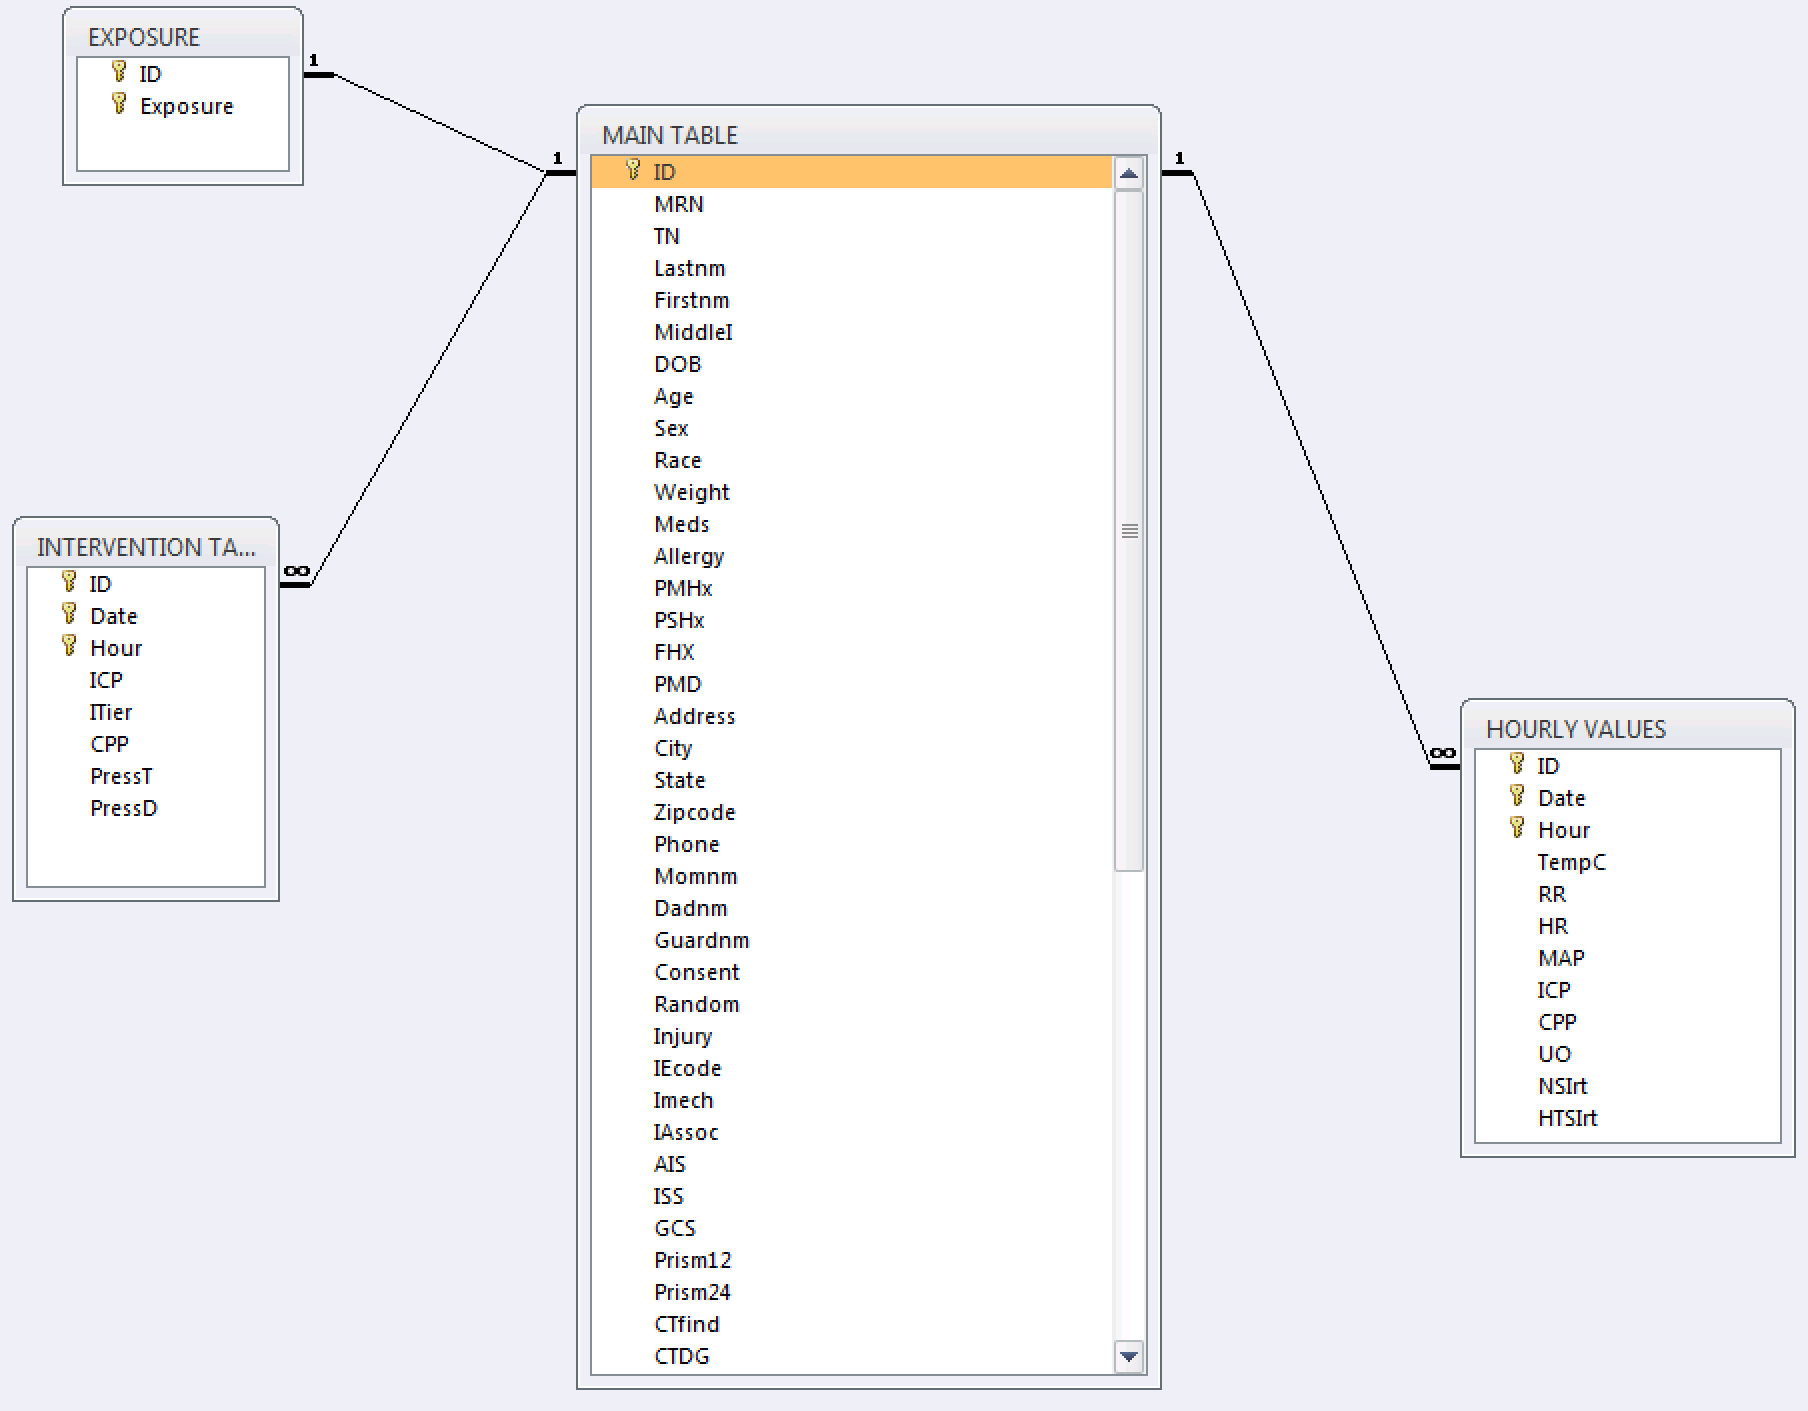 EXPOSURE
ID
Exposure
1
1
MAIN TABLE
ID
MRN
TN
Lastnm
Firstnm
MiddleI
DOB
Age
Sex
Race
Weight
Meds
Allergy
PMHx
PSHx
FHX
PMD
Address
City
State
Zipcode
Phone
Momnm
Dadnm
Guardnm
Consent
Random
Injury
IEcode
Imech
IAssoc
AIS
ISS
GCS
Prism12
Prism24
CTfind
CTDG
1
INTERVENTION TA...
ID
Date
Hour
ICP
ITier
CPP
PressT
PressD
∞
∞
HOURLY VALUES
ID
Date
Hour
TempC
RR
HR
MAP
ICP
CPP
UO
NSIrt
HTSIrt